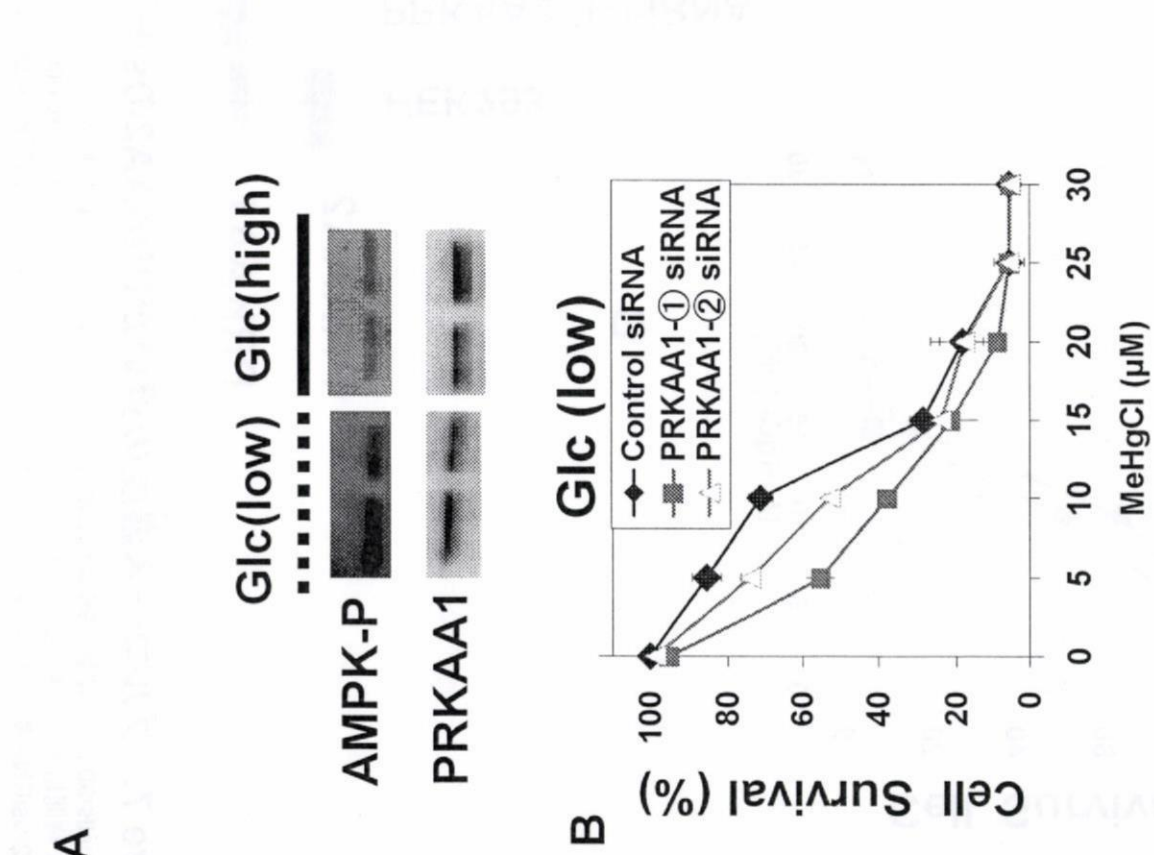 A
Glc(low) Glc(high)
AMPK-P
PRKAA1
B
Glc (low)
Control siRNA
PRKAA1-① siRNA
PRKAA1-② siRNA
Cell Survival (%)
100
80
60
40
20
0
0 5 10 15 20 25 30
MeHgCl (μM)